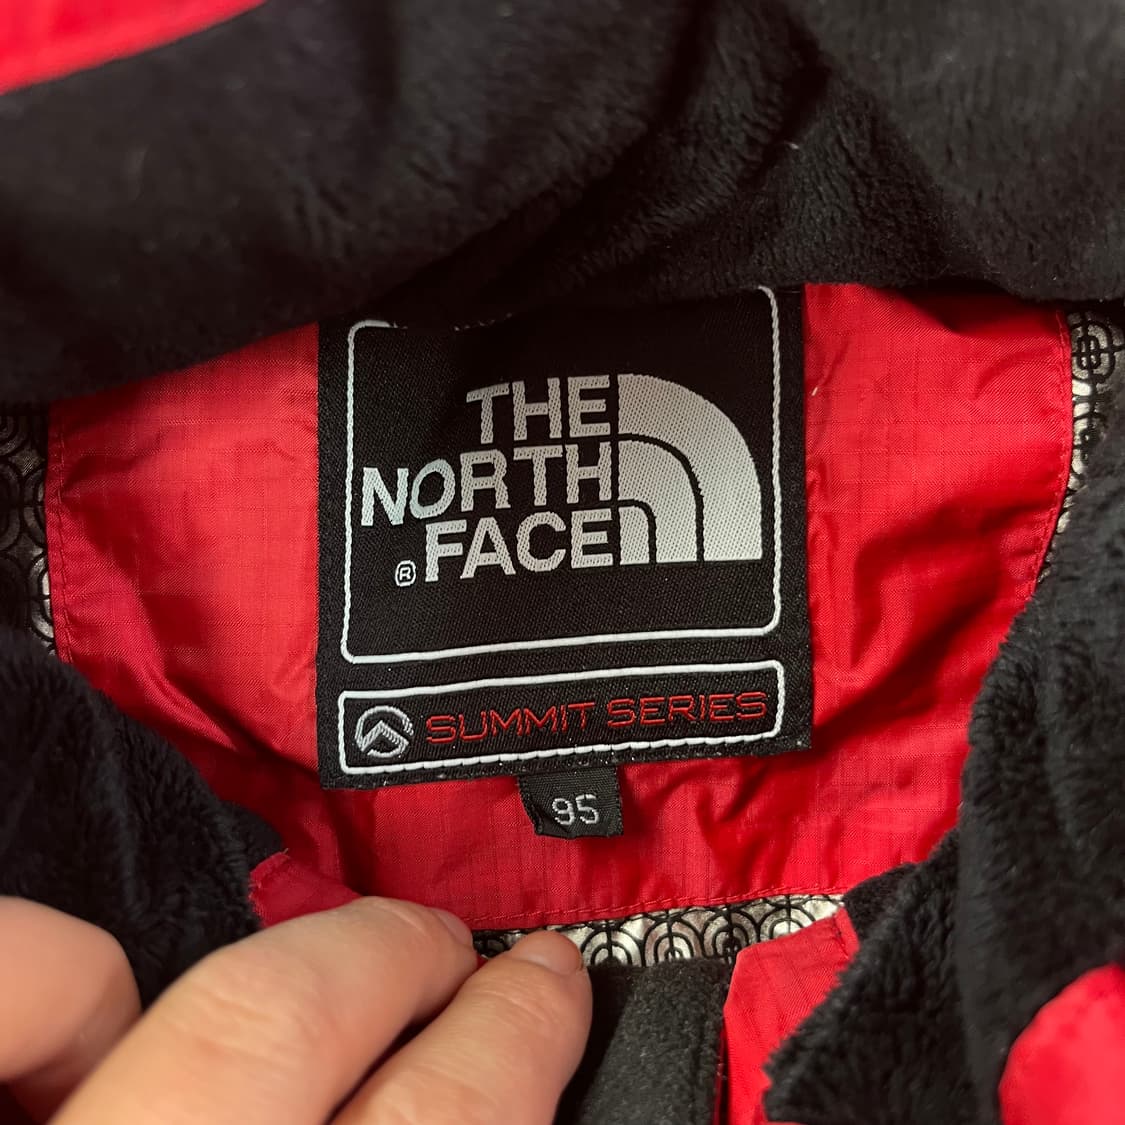 THE
NORTH
® FACE
SUMMIT SERIES
95